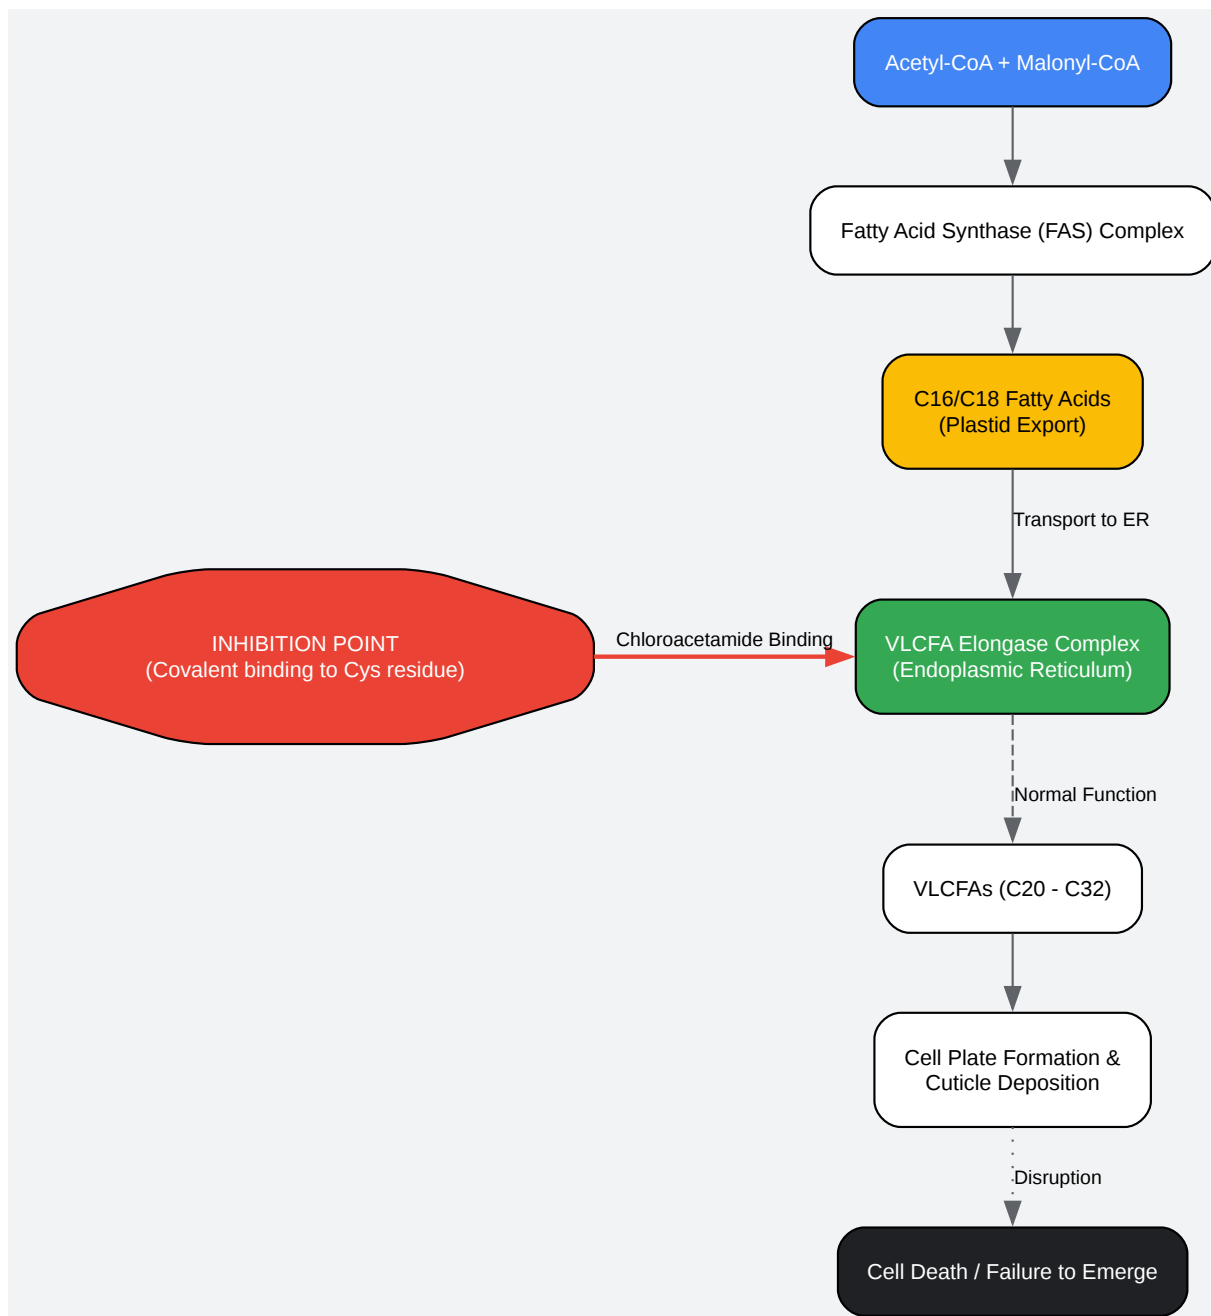 Acetyl-CoA + Malonyl-CoA
Fatty Acid Synthase (FAS) Complex
C16/C18 Fatty Acids
(Plastid Export)
Transport to ER
INHIBITION POINT
(Covalent binding to Cys residue)
Chloroacetamide Binding
VLCFA Elongase Complex
(Endoplasmic Reticulum)
Normal Function
VLCFAs (C20 - C32)
Cell Plate Formation &
Cuticle Deposition
Disruption
Cell Death / Failure to Emerge